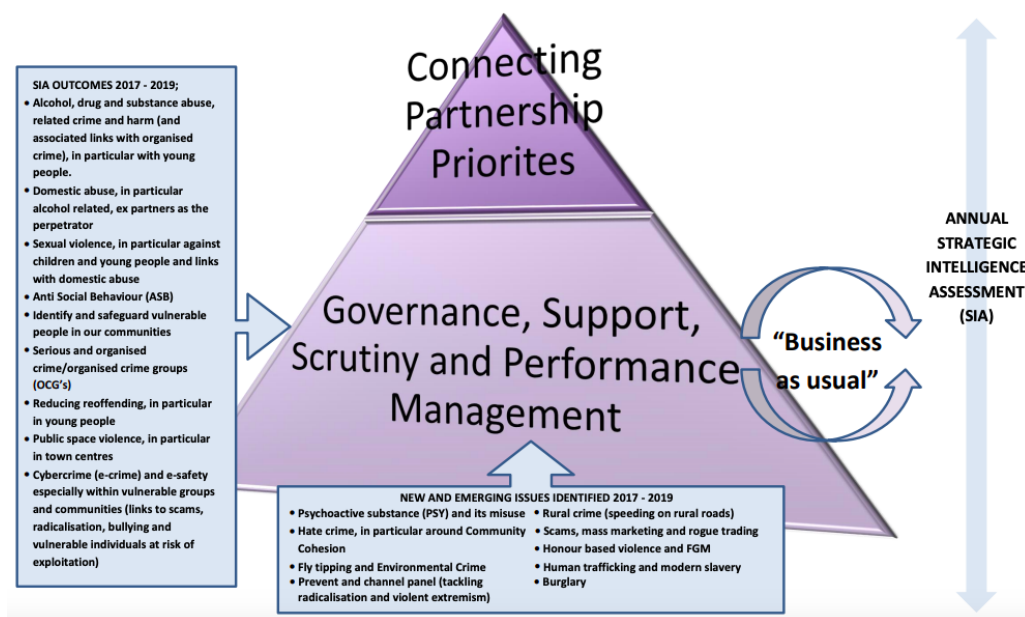 Connecting
Partnership
Priorites
SIA OUTCOMES 2017 - 2019;
• Alcohol, drug and substance abuse,
related crime and harm (and
associated links with organised
crime), in particular with young
people.
• Domestic abuse, in particular
alcohol related, ex partners as the
perpetrator
• Sexual violence, in particular against
children and young people and links
with domestic abuse
• Anti Social Behaviour (ASB)
• Identify and safeguard vulnerable
people in our communities
• Serious and organised
crime/organised crime groups
(OCG's)
• Reducing reoffending, in particular
in young people
• Public space violence, in particular
in town centres
• Cybercrime (e-crime) and e-safety
especially within vulnerable groups
and communities (links to scams,
radicalisation, bullying and
vulnerable individuals at risk of
exploitation)
Governance, Support,
Scrutiny and Performance
Management
“Business
as usual”
ANNUAL
STRATEGIC
INTELLIGENCE
ASSESSMENT
(SIA)
NEW AND EMERGING ISSUES IDENTIFIED 2017 - 2019
• Psychoactive substance (PSY) and its misuse
• Hate crime, in particular around Community
Cohesion
• Fly tipping and Environmental Crime
• Prevent and channel panel (tackling
radicalisation and violent extremism)
• Rural crime (speeding on rural roads)
• Scams, mass marketing and rogue trading
• Honour based violence and FGM
• Human trafficking and modern slavery
• Burglary